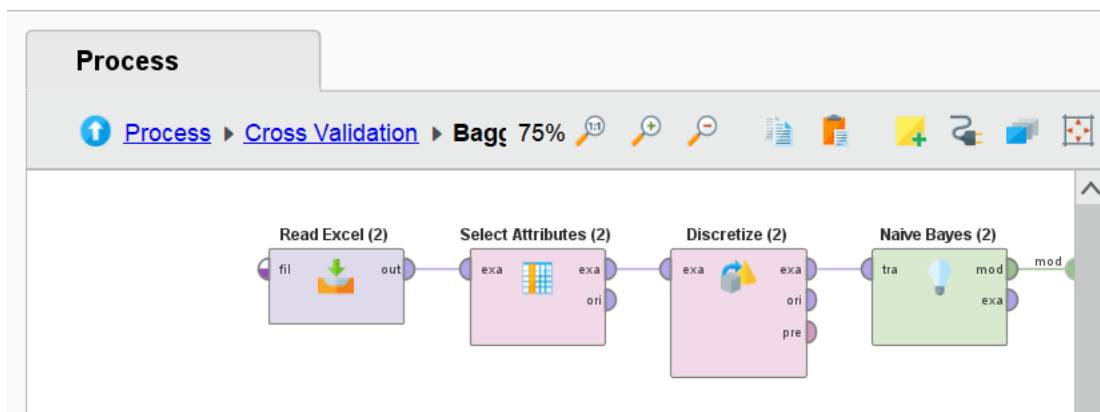 Process
Process Cross Validation Bagg 75%
Read Excel (2) Select Attributes (2) Discretize (2) Naive Bayes (2)
fil out exa exa exa exa tra mod mod
ori ori exa
pre